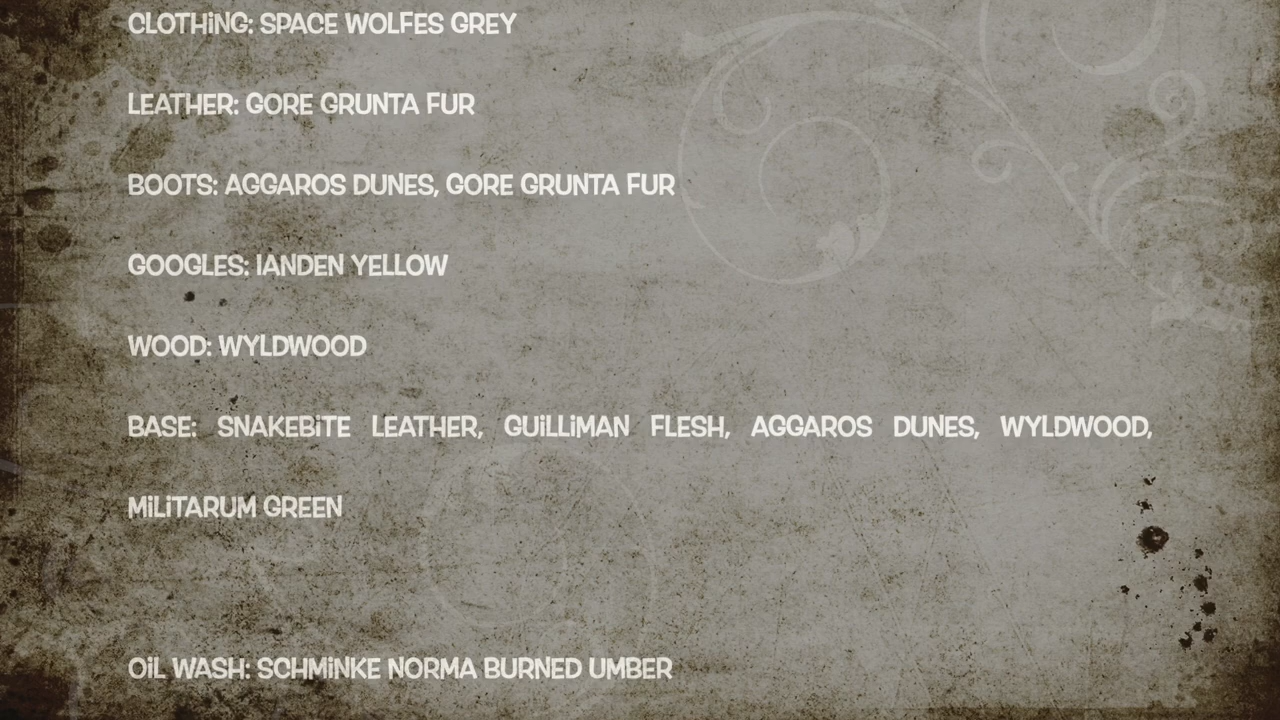 CLOTHING: SPACE WOLFES GREY
LEATHER: GORE GRUNTA FUR
BOOTS: AGGAROS DUNES, GORE GRUNTA FUR
GOOGLES: IANDEN YELLOW
WOOD: WYLDWOOD
BASE: SNAKEBITE LEATHER, GUILLIMAN FLESH, AGGAROS DUNES, WYLDWOOD,
MILITARUM GREEN
OIL WASH: SCHMINKE NORMA BURNED UMBER